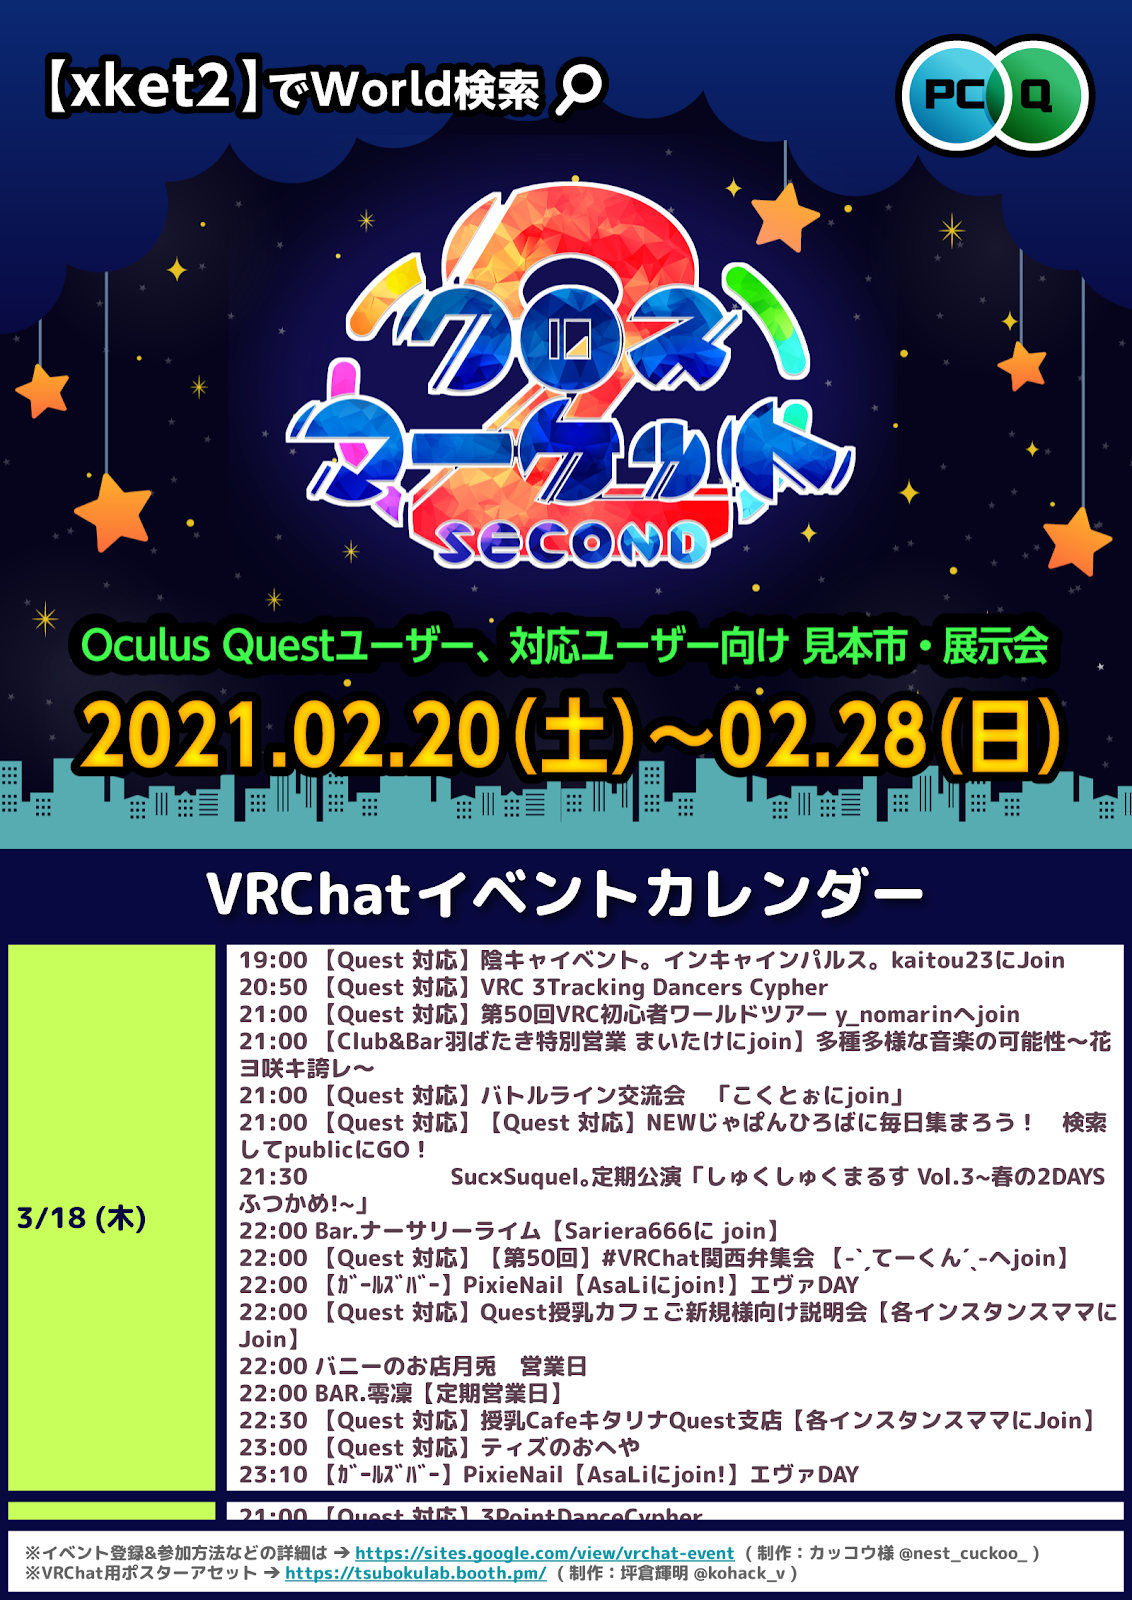 【xket2】でWorld検索
PC Q
クロス
マーケット
2
SECOND
Oculus Questユーザー、対応ユーザー向け 見本市・展示会
2021.02.20(土)~02.28(日)
VRChatイベントカレンダー
3/18 (木)
19:00 【Quest 対応】陰キャイベント。インキャインパルス。kaitou23にJoin
20:50 【Quest 対応】VRC 3Tracking Dancers Cypher
21:00 【Quest 対応】第50回VRC初心者ワールドツアー y_nomarinへjoin
21:00 【Club&Bar羽ばたき特別営業 まいたけにjoin】多種多様な音楽の可能性～花
ヨ咲キ誇レ～
21:00 【Quest 対応】バトルライン交流会　「こくとぉにjoin」
21:00 【Quest 対応】【Quest 対応】NEWじゃぱんひろばに毎日集まろう！　検索
してpublicにGO！
21:30 Suc×Suquel｡定期公演「しゅくしゅくまるす Vol.3~春の2DAYS
ふつかめ!~」
22:00 Bar.ナーサリーライム【Sariera666に join】
22:00 【Quest 対応】【第50回】#VRChat関西弁集会 【-`ˏてーくん´ˎ-へjoin】
22:00 【ｶﾞｰﾙｽﾞﾊﾞｰ】PixieNail【AsaLiにjoin!】エヴァDAY
22:00 【Quest 対応】Quest授乳カフェご新規様向け説明会【各インスタンスママに
Join】
22:00 バニーのお店月兎　営業日
22:00 BAR.零凜【定期営業日】
22:30 【Quest 対応】授乳CafeキタリナQuest支店【各インスタンスママにJoin】
23:00 【Quest 対応】ティズのおへや
23:10 【ｶﾞｰﾙｽﾞﾊﾞｰ】PixieNail【AsaLiにjoin!】エヴァDAY
21:00 【Quest 対応】3PointDanceCypher
※イベント登録&参加方法などの詳細は ➔ https://sites.google.com/view/vrchat-event （制作：カッコウ様 @nest_cuckoo_ ）
※VRChat用ポスターアセット ➔ https://tsubokulab.booth.pm/ （制作：坪倉輝明 @kohack_v ）